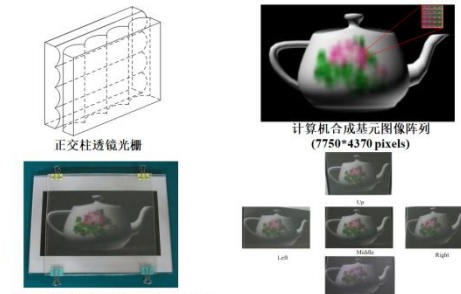 正交柱透镜光栅
计算机合成基元图像阵列
(7750*4370 pixels)
Up
Left
Middle
Right